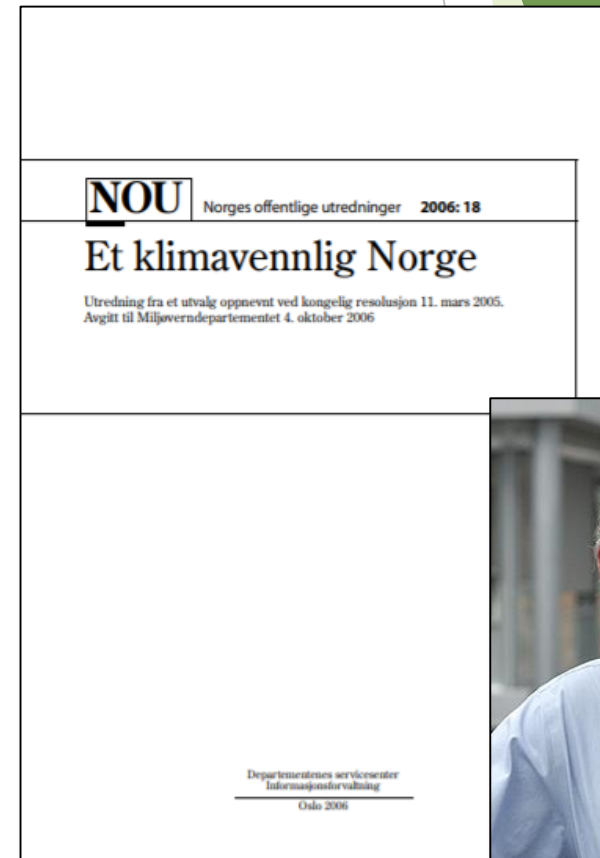 NOU Norges offentlige utredninger 2006: 18
Et klimavennlig Norge
Utredning fra et utvalg oppnevnt ved kongelig resolusjon 11. mars 2005.
Avgitt til Miljøverndepartementet 4. oktober 2006
Departementenes servicesenter
Informasjonsforvaltning
Oslo 2006